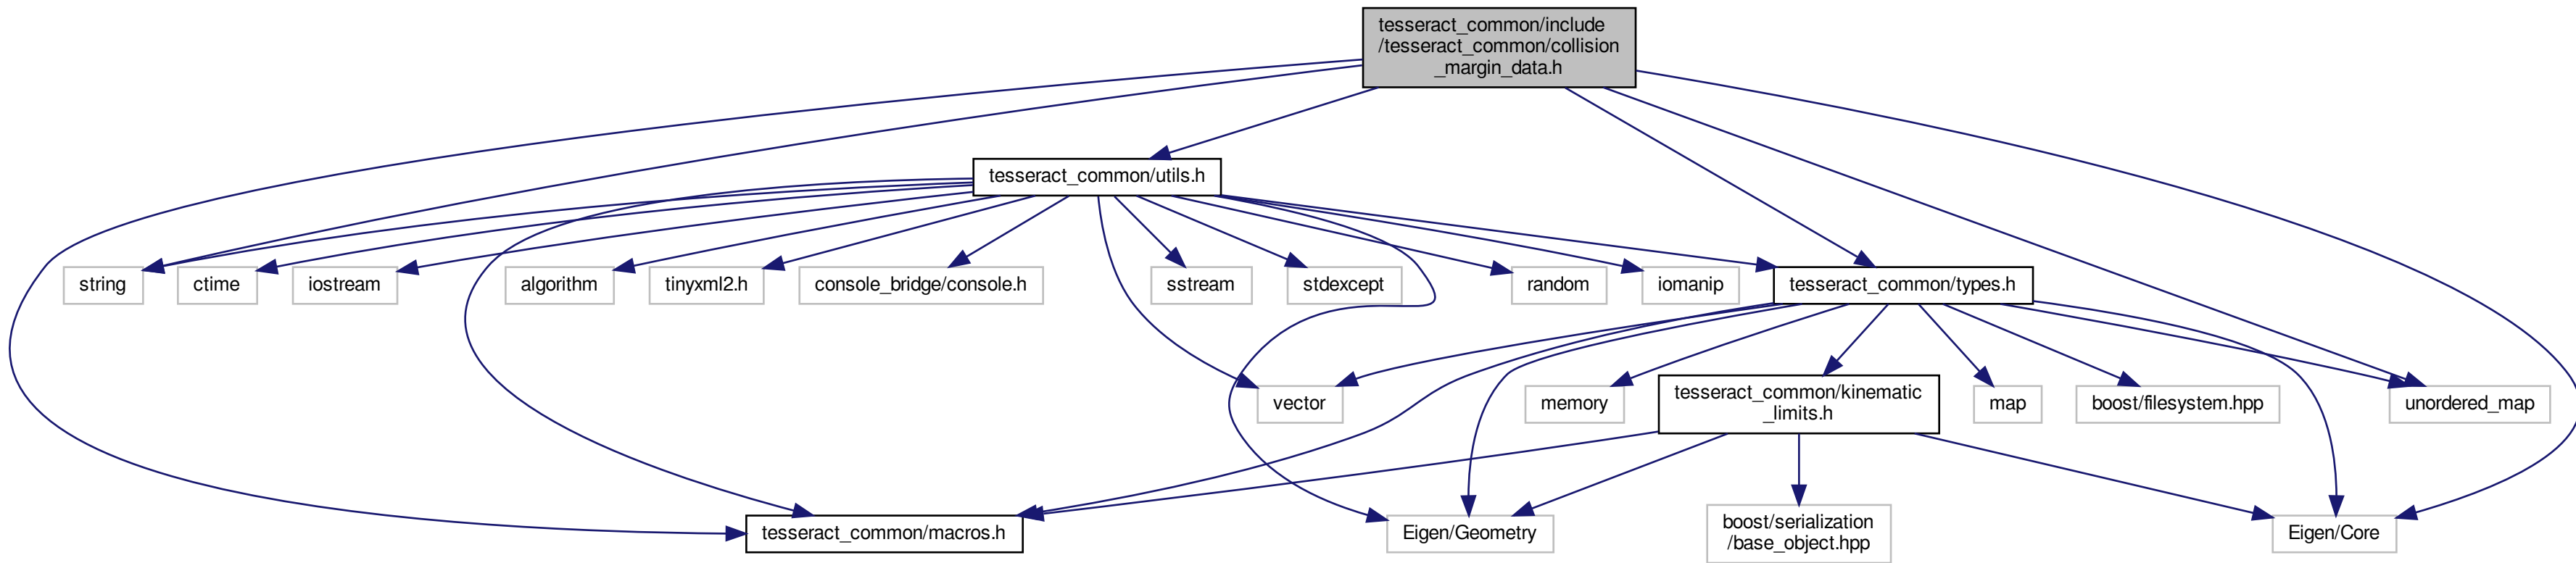 tesseract_common/include
/tesseract_common/collision
_margin_data.h
tesseract_common/utils.h
string
ctime
iostream
algorithm
tinyxml2.h
console_bridge/console.h
sstream
stdexcept
random
iomanip
tesseract_common/types.h
vector
memory
tesseract_common/kinematic
_limits.h
map
boost/filesystem.hpp
unordered_map
tesseract_common/macros.h
Eigen/Geometry
boost/serialization
/base_object.hpp
Eigen/Core